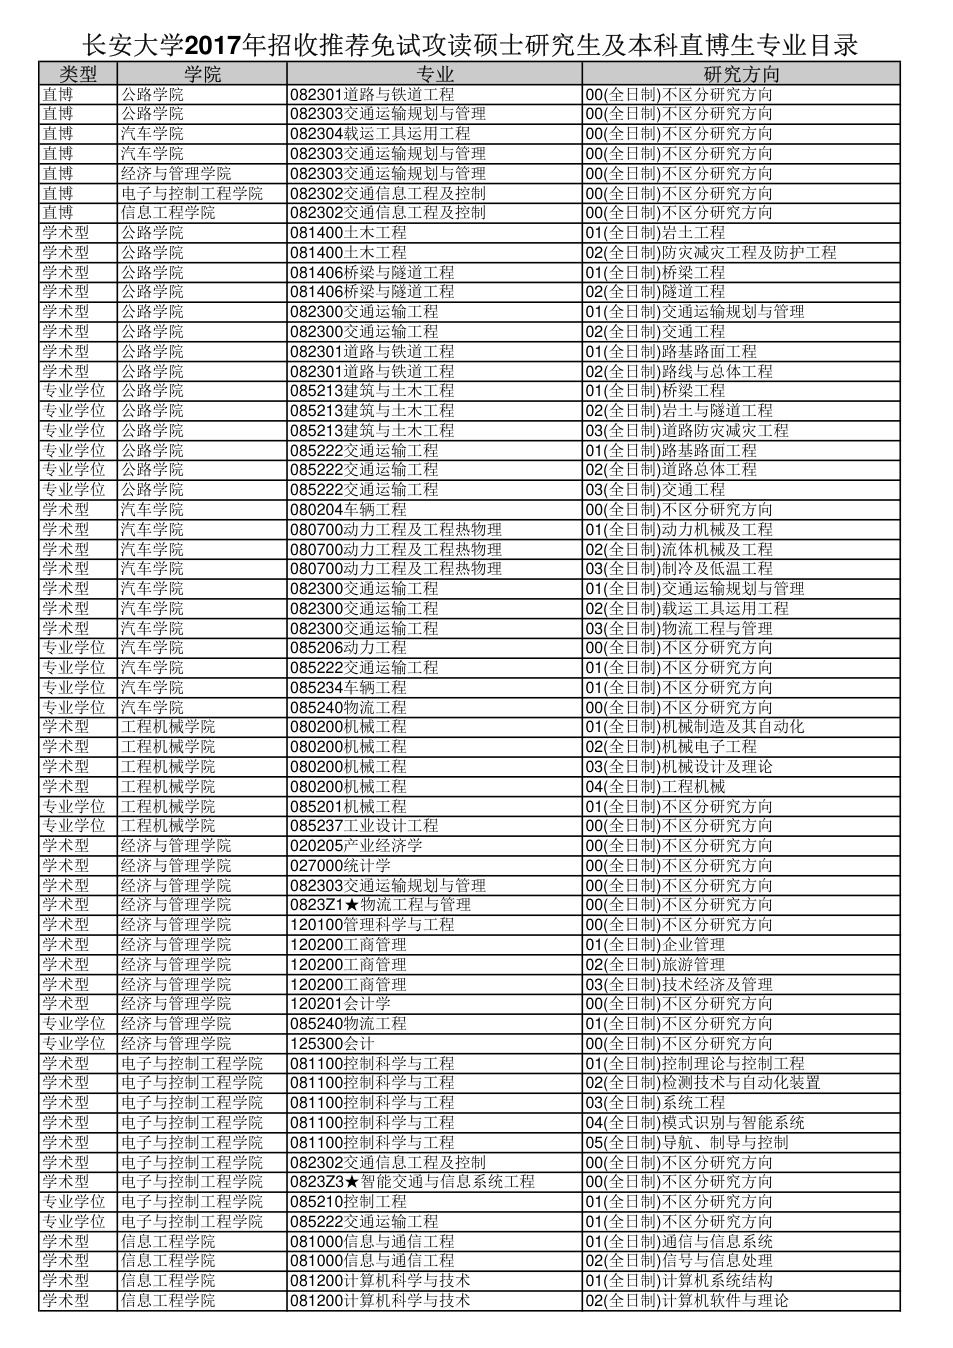 长安大学2017年招收推荐免试攻读硕士研究生及本科直博生专业目录
类型 学院 专业 研究方向
直博 公路学院 082301道路与铁道工程 00(全日制)不区分研究方向
直博 公路学院 082303交通运输规划与管理 00(全日制)不区分研究方向
直博 汽车学院 082304载运工具运用工程 00(全日制)不区分研究方向
直博 汽车学院 082303交通运输规划与管理 00(全日制)不区分研究方向
直博 经济与管理学院 082303交通运输规划与管理 00(全日制)不区分研究方向
直博 电子与控制工程学院 082302交通信息工程及控制 00(全日制)不区分研究方向
直博 信息工程学院 082302交通信息工程及控制 00(全日制)不区分研究方向
学术型 公路学院 081400土木工程 01(全日制)岩土工程
学术型 公路学院 081400土木工程 02(全日制)防灾减灾工程及防护工程
学术型 公路学院 081406桥梁与隧道工程 01(全日制)桥梁工程
学术型 公路学院 081406桥梁与隧道工程 02(全日制)隧道工程
学术型 公路学院 082300交通运输工程 01(全日制)交通运输规划与管理
学术型 公路学院 082300交通运输工程 02(全日制)交通工程
学术型 公路学院 082301道路与铁道工程 01(全日制)路基路面工程
学术型 公路学院 082301道路与铁道工程 02(全日制)路线与总体工程
专业学位 公路学院 085213建筑与土木工程 01(全日制)桥梁工程
专业学位 公路学院 085213建筑与土木工程 02(全日制)岩土与隧道工程
专业学位 公路学院 085213建筑与土木工程 03(全日制)道路防灾减灾工程
专业学位 公路学院 085222交通运输工程 01(全日制)路基路面工程
专业学位 公路学院 085222交通运输工程 02(全日制)道路总体工程
专业学位 公路学院 085222交通运输工程 03(全日制)交通工程
学术型 汽车学院 080204车辆工程 00(全日制)不区分研究方向
学术型 汽车学院 080700动力工程及工程热物理 01(全日制)动力机械及工程
学术型 汽车学院 080700动力工程及工程热物理 02(全日制)流体机械及工程
学术型 汽车学院 080700动力工程及工程热物理 03(全日制)制冷及低温工程
学术型 汽车学院 082300交通运输工程 01(全日制)交通运输规划与管理
学术型 汽车学院 082300交通运输工程 02(全日制)载运工具运用工程
学术型 汽车学院 082300交通运输工程 03(全日制)物流工程与管理
专业学位 汽车学院 085206动力工程 00(全日制)不区分研究方向
专业学位 汽车学院 085222交通运输工程 01(全日制)不区分研究方向
专业学位 汽车学院 085234车辆工程 01(全日制)不区分研究方向
专业学位 汽车学院 085240物流工程 00(全日制)不区分研究方向
学术型 工程机械学院 080200机械工程 01(全日制)机械制造及其自动化
学术型 工程机械学院 080200机械工程 02(全日制)机械电子工程
学术型 工程机械学院 080200机械工程 03(全日制)机械设计及理论
学术型 工程机械学院 080200机械工程 04(全日制)工程机械
专业学位 工程机械学院 085201机械工程 01(全日制)不区分研究方向
专业学位 工程机械学院 085237工业设计工程 00(全日制)不区分研究方向
学术型 经济与管理学院 020205产业经济学 00(全日制)不区分研究方向
学术型 经济与管理学院 027000统计学 00(全日制)不区分研究方向
学术型 经济与管理学院 082303交通运输规划与管理 00(全日制)不区分研究方向
学术型 经济与管理学院 0823Z1★物流工程与管理 00(全日制)不区分研究方向
学术型 经济与管理学院 120100管理科学与工程 00(全日制)不区分研究方向
学术型 经济与管理学院 120200工商管理 01(全日制)企业管理
学术型 经济与管理学院 120200工商管理 02(全日制)旅游管理
学术型 经济与管理学院 120200工商管理 03(全日制)技术经济及管理
学术型 经济与管理学院 120201会计学 00(全日制)不区分研究方向
专业学位 经济与管理学院 085240物流工程 01(全日制)不区分研究方向
专业学位 经济与管理学院 125300会计 00(全日制)不区分研究方向
学术型 电子与控制工程学院 081100控制科学与工程 01(全日制)控制理论与控制工程
学术型 电子与控制工程学院 081100控制科学与工程 02(全日制)检测技术与自动化装置
学术型 电子与控制工程学院 081100控制科学与工程 03(全日制)系统工程
学术型 电子与控制工程学院 081100控制科学与工程 04(全日制)模式识别与智能系统
学术型 电子与控制工程学院 081100控制科学与工程 05(全日制)导航、制导与控制
学术型 电子与控制工程学院 082302交通信息工程及控制 00(全日制)不区分研究方向
学术型 电子与控制工程学院 0823Z3★智能交通与信息系统工程 00(全日制)不区分研究方向
专业学位 电子与控制工程学院 085210控制工程 01(全日制)不区分研究方向
专业学位 电子与控制工程学院 085222交通运输工程 01(全日制)不区分研究方向
学术型 信息工程学院 081000信息与通信工程 01(全日制)通信与信息系统
学术型 信息工程学院 081000信息与通信工程 02(全日制)信号与信息处理
学术型 信息工程学院 081200计算机科学与技术 01(全日制)计算机系统结构
学术型 信息工程学院 081200计算机科学与技术 02(全日制)计算机软件与理论